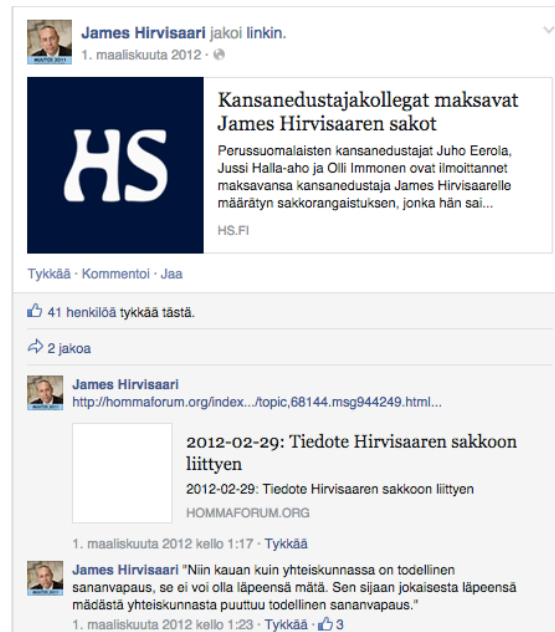 James Hirvisaari jakoi linkin.
1. maaliskuuta 2012 ·
HS
Kansanedustajakollegat maksavat
James Hirvisaaren sakot
Perussuomalaisten kansanedustajat Juho Eerola,
Jussi Halla-aho ja Olli Immonen ovat ilmoittannet
maksavansa kansanedustaja James Hirvisaarelle
määrätyn sakkorangaistuksen, jonka hän sai...
HS.FI
Tykkää · Kommentoi · Jaa
41 henkilöä tykkää tästä.
2 jakoa
James Hirvisaari
http://hommaforum.org/index.../topic,68144.msg944249.html...
2012-02-29: Tiedote Hirvisaaren sakkoon
liittyen
2012-02-29: Tiedote Hirvisaaren sakkoon liittyen
HOMMAFORUM.ORG
1. maaliskuuta 2012 kello 1:17 · Tykkää
James Hirvisaari "Niin kauan kuin yhteiskunnassa on todellinen
sananvapaus, se ei voi olla läpeensä mätä. Sen sijaan jokaisesta läpeensä
mädästä yhteiskunnasta puuttuu todellinen sananvapaus."
1. maaliskuuta 2012 kello 1:23 · Tykkää · 3